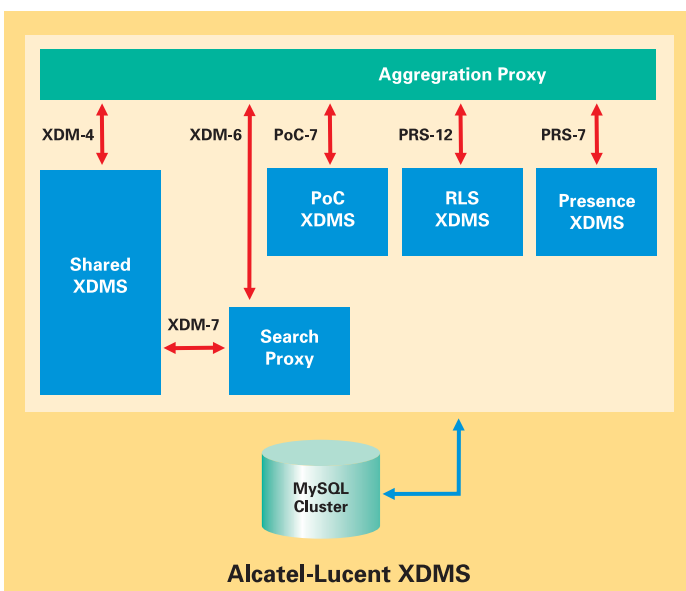 Aggregration Proxy
XDM-4
XDM-6
PoC-7
PRS-12
PRS-7
PoC
XDMS
RLS
XDMS
Presence
XDMS
Shared
XDMS
XDM-7
Search
Proxy
MySQL
Cluster
Alcatel-Lucent XDMS